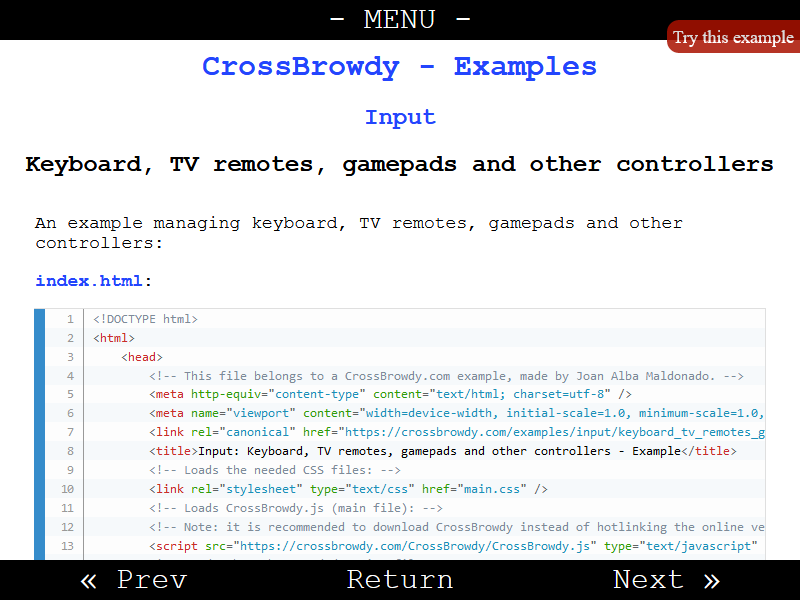 - MENU -
Try this example
CrossBrowdy - Examples
Input
Keyboard, TV remotes, gamepads and other controllers
An example managing keyboard, TV remotes, gamepads and other
controllers:
index.html:
1 <!DOCTYPE html>
2 <html>
3 <head>
4 <!-- This file belongs to a CrossBrowdy.com example, made by Joan Alba Maldonado. -->
5 <meta http-equiv="content-type" content="text/html; charset=utf-8" />
6 <meta name="viewport" content="width=device-width, initial-scale=1.0, minimum-scale=1.0,
7 <link rel="canonical" href="https://crossbrowdy.com/examples/input/keyboard_tv_remotes_g
8 <title>Input: Keyboard, TV remotes, gamepads and other controllers - Example</title>
9 <!-- Loads the needed CSS files: -->
10 <link rel="stylesheet" type="text/css" href="main.css" />
11 <!-- Loads CrossBrowdy.js (main file): -->
12 <!-- Note: it is recommended to download CrossBrowdy instead of hotlinking the online ve
13 <script src="https://crossbrowdy.com/CrossBrowdy/CrossBrowdy.js" type="text/javascript"
« Prev Return Next »